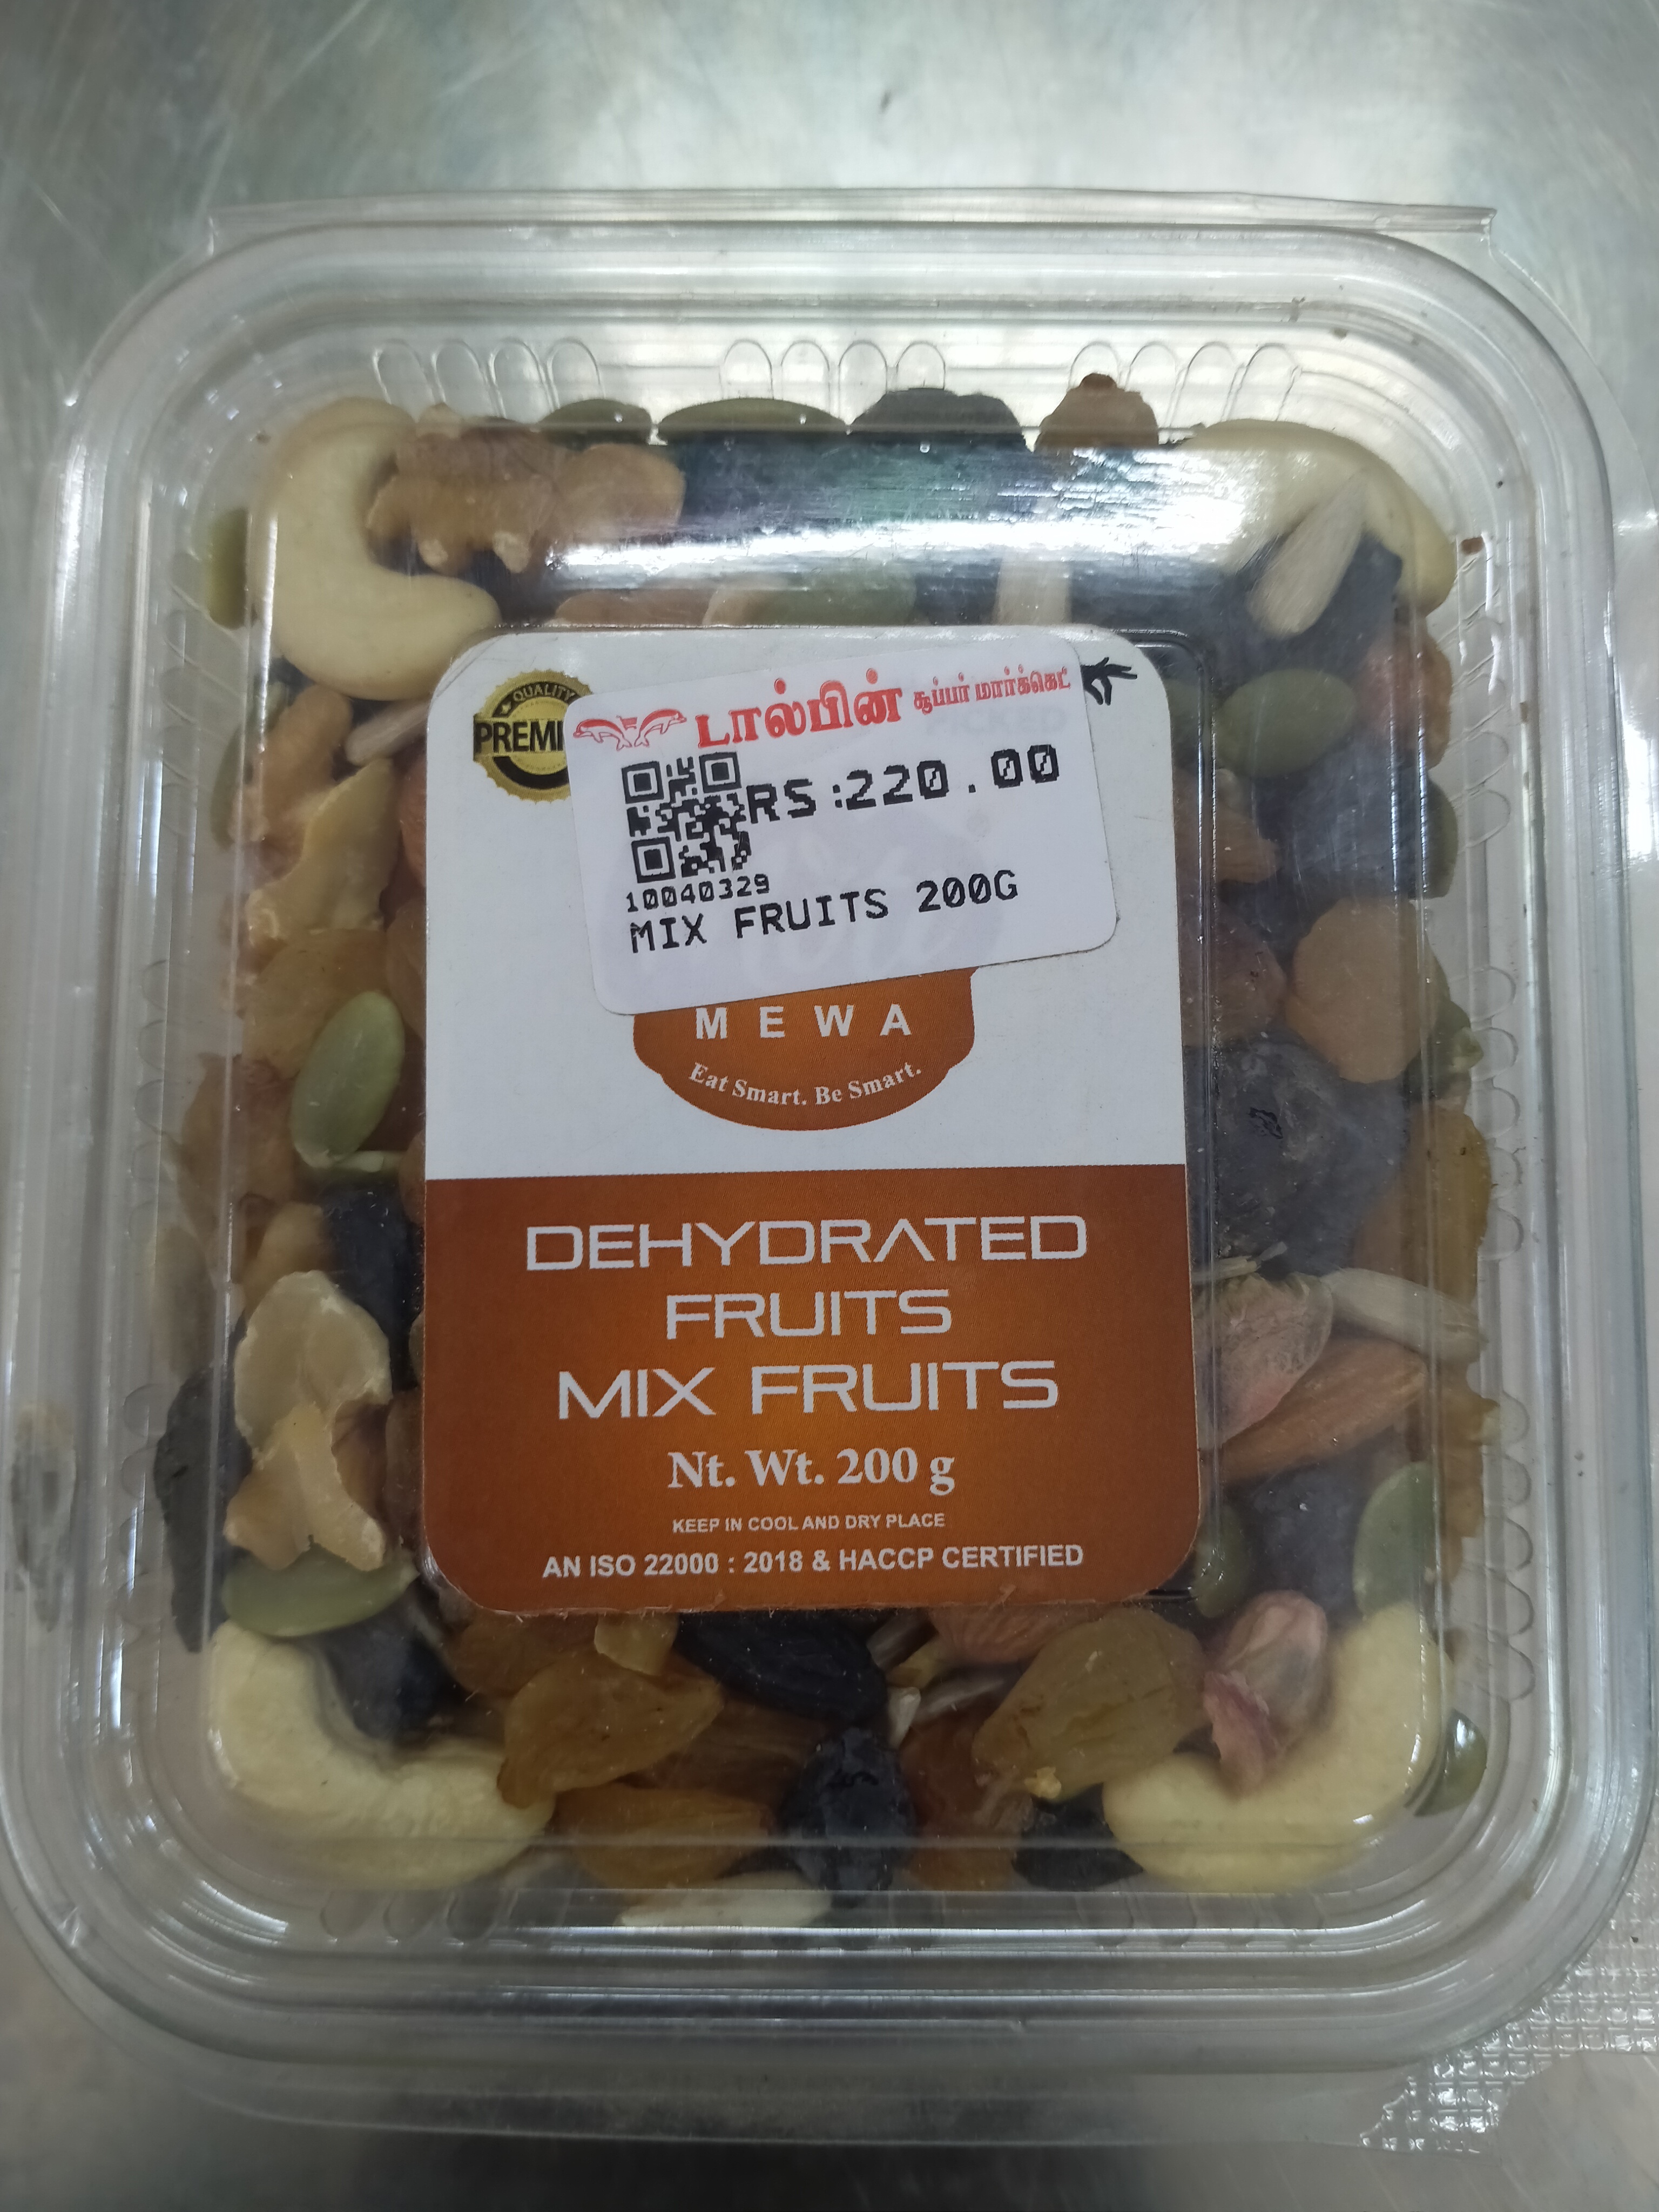 QUALITY
PREMI
டால்பின் சூப்பர் மார்க்கெட்
RS:220.00
10040329
MIX FRUITS 200G
MEWA
Eat Smart. Be Smart.
DEHYDRATED
FRUITS
MIX FRUITS
Nt. Wt. 200 g
KEEP IN COOL AND DRY PLACE
AN ISO 22000 : 2018 & HACCP CERTIFIED